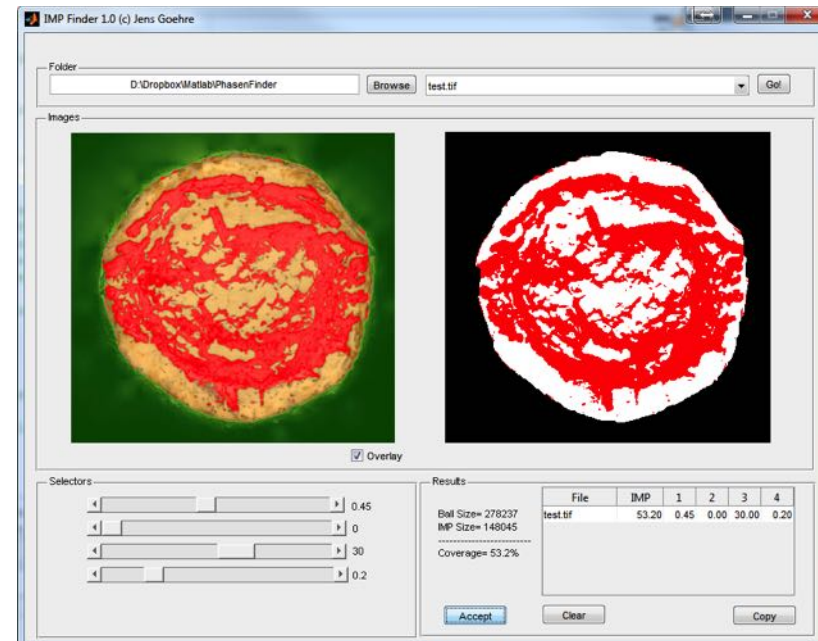 IMP Finder 1.0 (c) Jens Goehre
Folder
D:\Dropbox\Matlab\PhasenFinder Browse test.tif Go!
Images
Overlay
Selectors
0.45
0
30
0.2
Results
Ball Size= 278237
IMP Size= 148045
Coverage= 53.2%
File IMP 1 2 3 4
test.tif 53.20 0.45 0.00 30.00 0.20
Accept Clear Copy